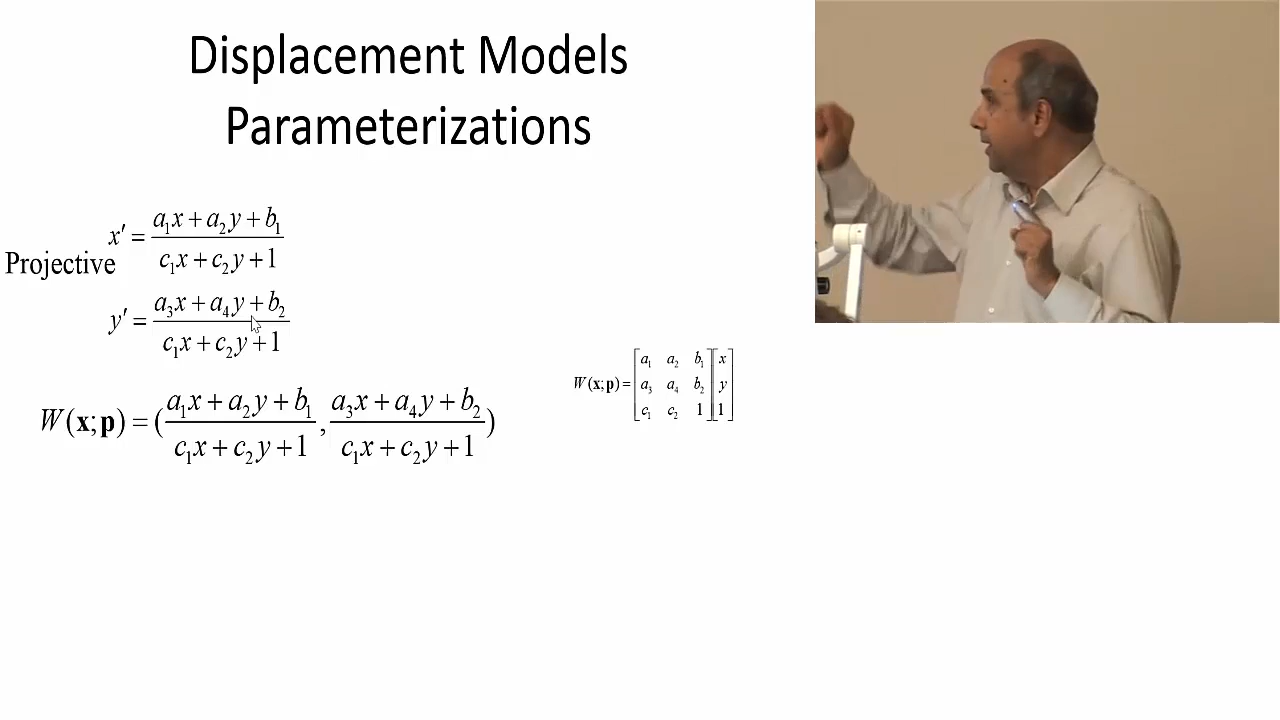 Displacement Models
Parameterizations
Projective
x′ = (a₁x + a₂y + b₁) / (c₁x + c₂y + 1)
y′ = (a₃x + a₄y + b₂) / (c₁x + c₂y + 1)
W(x;p) = ((a₁x + a₂y + b₁) / (c₁x + c₂y + 1), (a₃x + a₄y + b₂) / (c₁x + c₂y + 1))
W(x;p) = [a₁ a₂ b₁; a₃ a₄ b₂; c₁ c₂ 1] [x; y; 1]